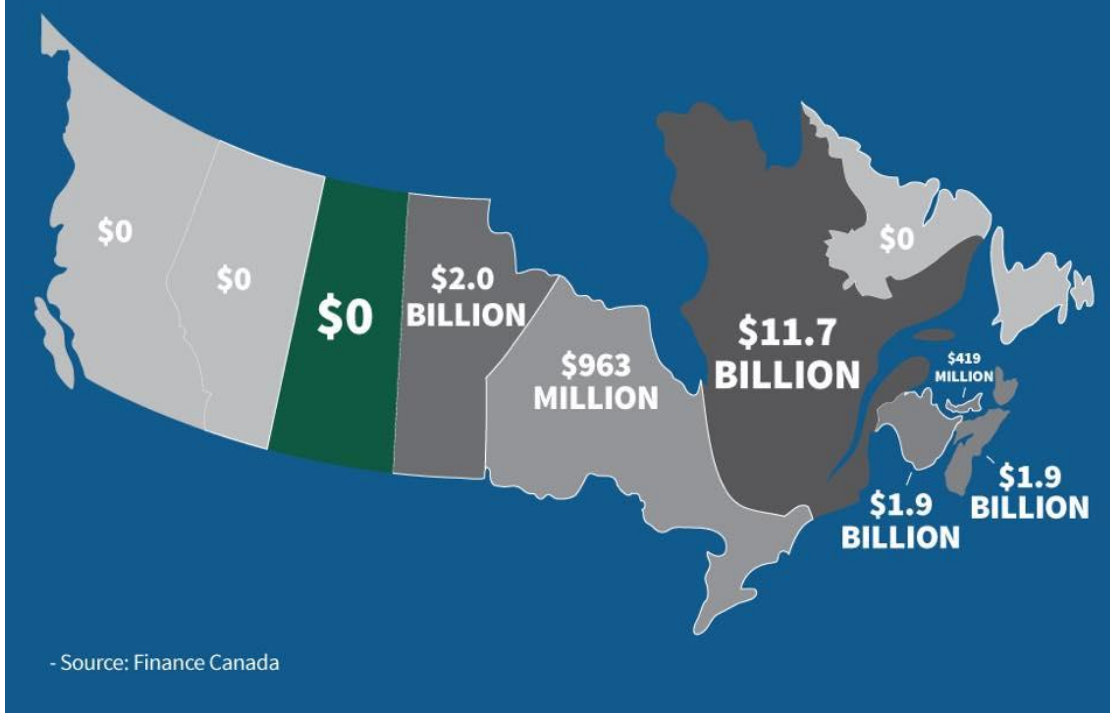 $0
$0
$0
$2.0
BILLION
$963
MILLION
$11.7
BILLION
$0
$419
MILLION
$1.9
BILLION
$1.9
BILLION
- Source: Finance Canada